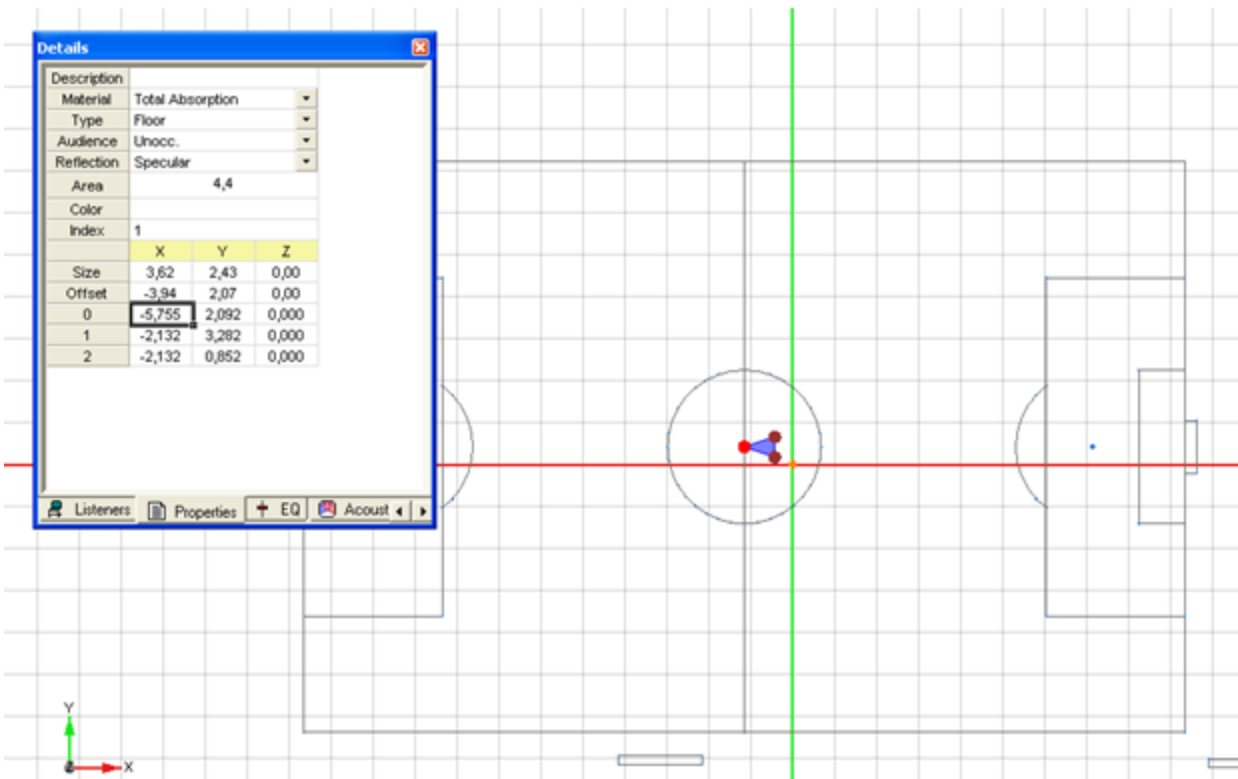 Details
Description
Material Total Absorption
Type Floor
Audience Unocc.
Reflection Specular
Area 4,4
Color
Index 1
X Y Z
Size 3,62 2,43 0,00
Offset -3,94 2,07 0,00
0 -5,755 2,092 0,000
1 -2,132 3,282 0,000
2 -2,132 0,852 0,000
Listeners Properties EQ Acoust
Y
Z X